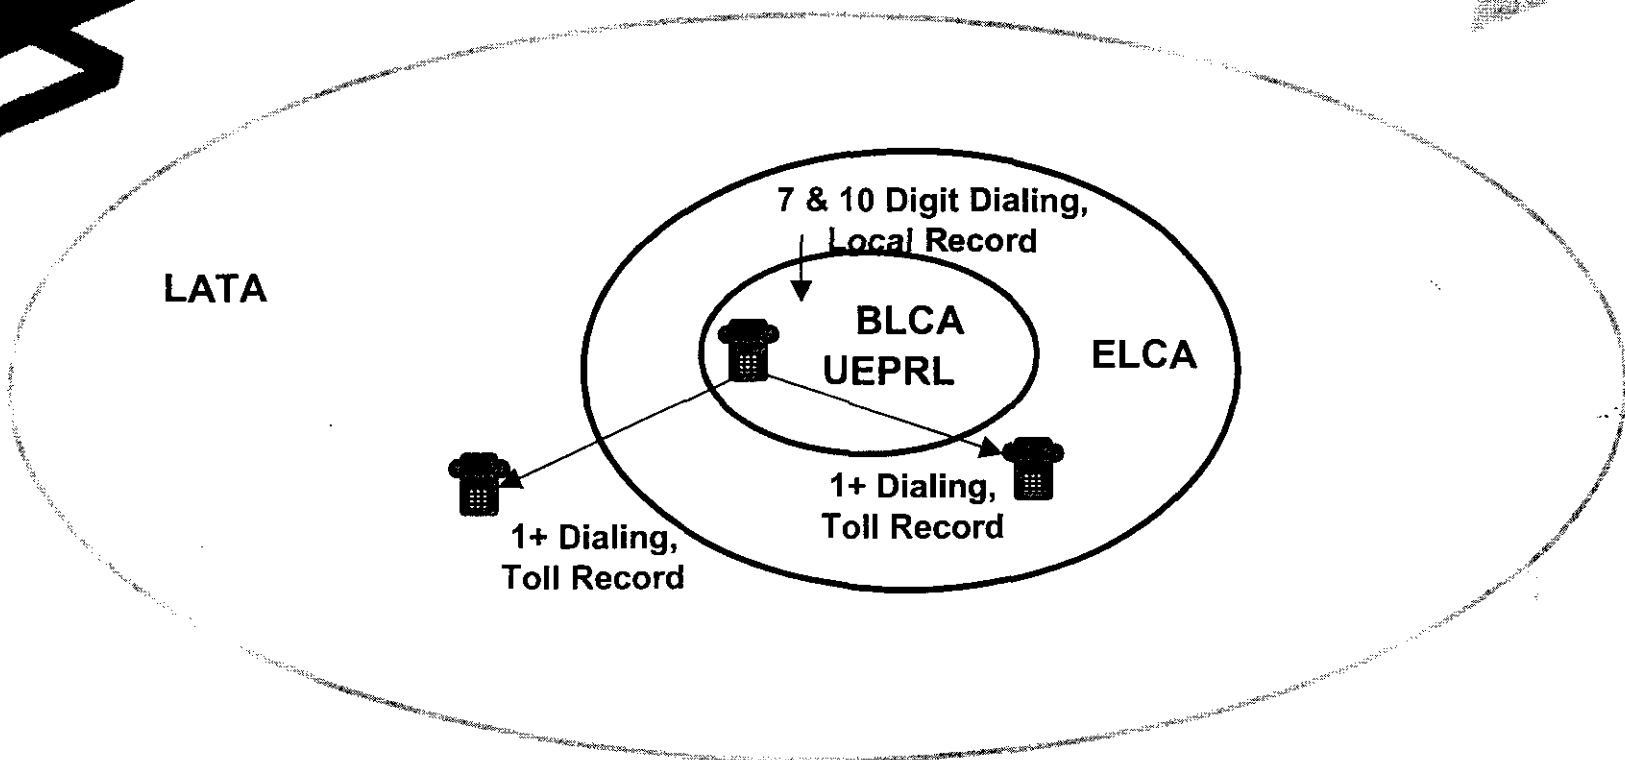 7 & 10 Digit Dialing,
Local Record
LATA
BLCA
UEPRL
ELCA
1+ Dialing,
Toll Record
1+ Dialing,
Toll Record